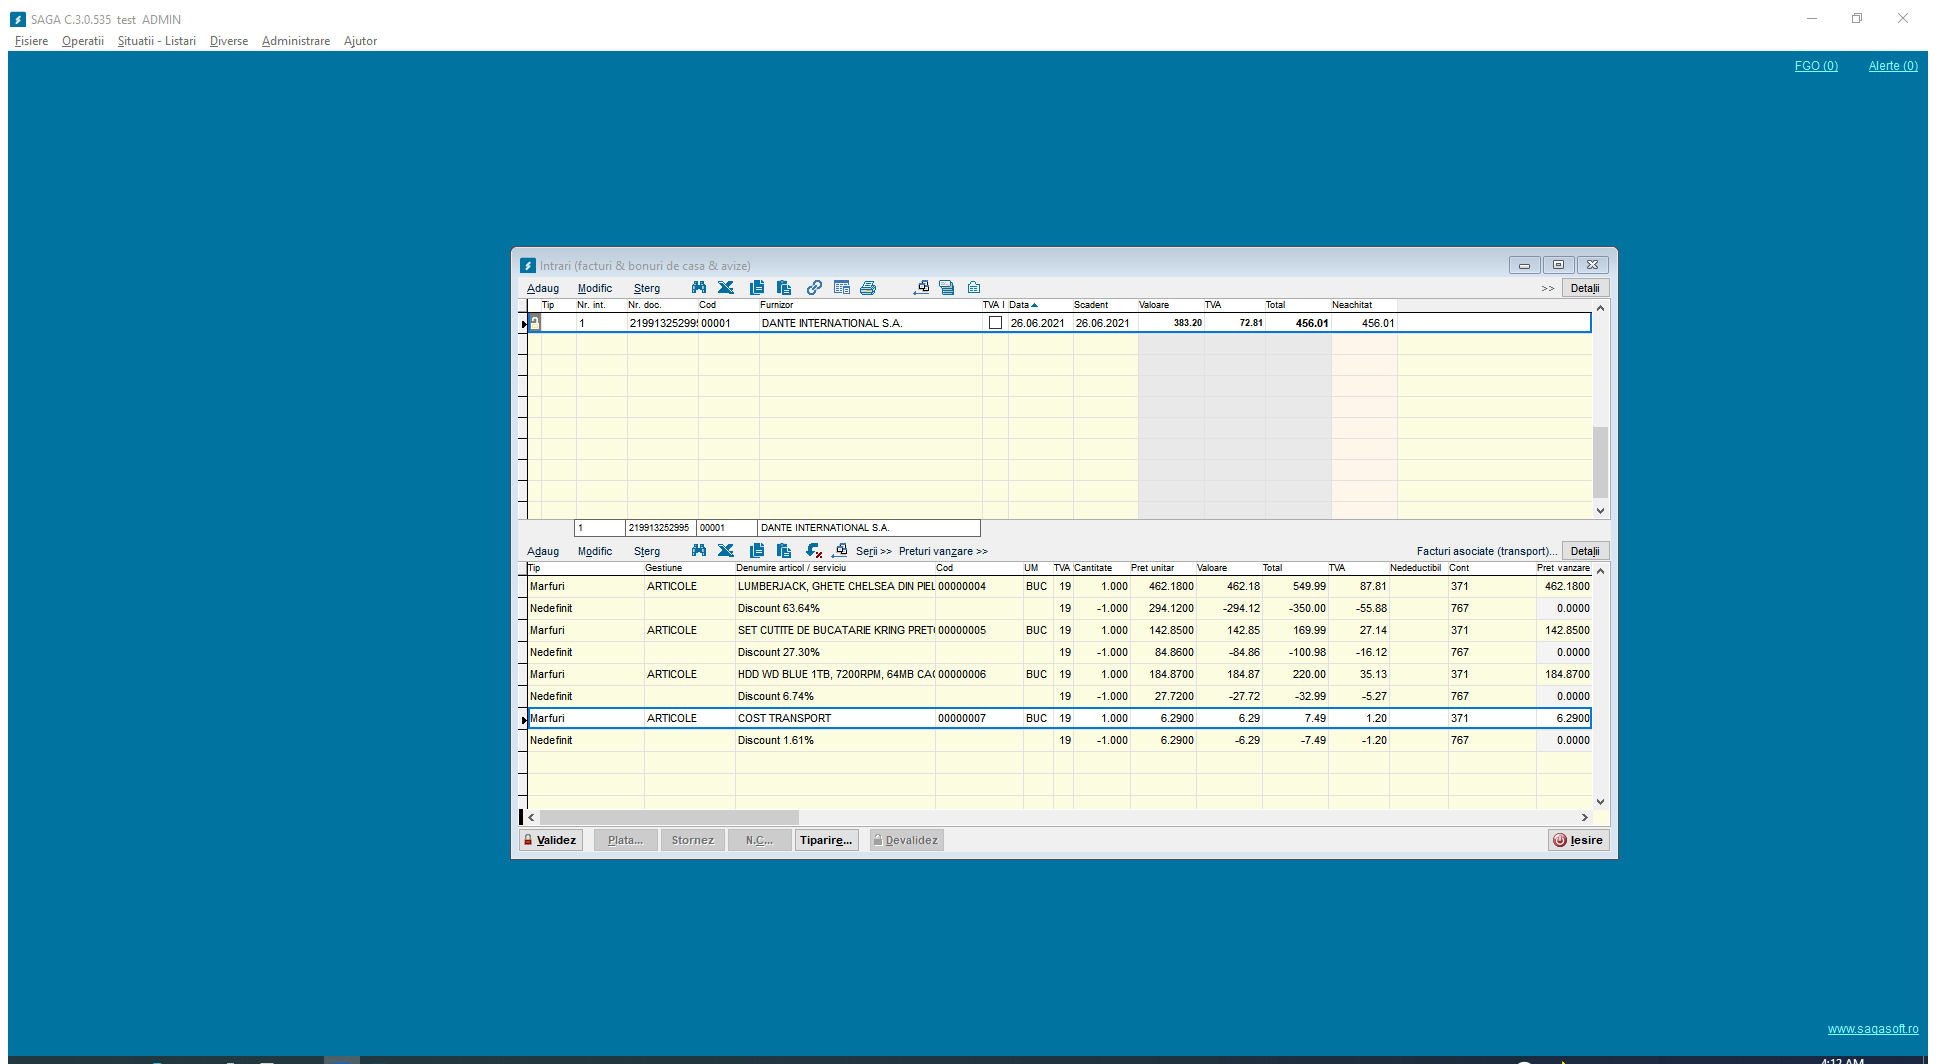 SAGA C.3.0.535 test ADMIN
Fisiere Operatii Situatii - Listari Diverse Administrare Ajutor
FGO (0) Alerte (0)
Intrari (facturi & bonuri de casa & avize)
Adaug Modific Sterg >> Detalii
Tip Nr. int. Nr. doc. Cod Furnizor TVA I Data Scadent Valoare TVA Total Neachitat
1 219913252995 00001 DANTE INTERNATIONAL S.A. 26.06.2021 26.06.2021 383.20 72.81 456.01 456.01
1 219913252995 00001 DANTE INTERNATIONAL S.A.
Adaug Modific Sterg Serii >> Preturi vanzare >> Facturi asociate (transport)... Detalii
Tip Gestiune Denumire articol / serviciu Cod UM TVA Cantitate Pret unitar Valoare Total TVA Nedeductibil Cont Pret vanzare
Marfuri ARTICOLE LUMBERJACK, GHETE CHELSEA DIN PIEL 00000004 BUC 19 1.000 462.1800 462.18 549.99 87.81 371 462.1800
Nedefinit Discount 63.64% 19 -1.000 294.1200 -294.12 -350.00 -55.88 767 0.0000
Marfuri ARTICOLE SET CUTITE DE BUCATARIE KRING PRET 00000005 BUC 19 1.000 142.8500 142.85 169.99 27.14 371 142.8500
Nedefinit Discount 27.30% 19 -1.000 84.8600 -84.86 -100.98 -16.12 767 0.0000
Marfuri ARTICOLE HDD WD BLUE 1TB, 7200RPM, 64MB CA 00000006 BUC 19 1.000 184.8700 184.87 220.00 35.13 371 184.8700
Nedefinit Discount 6.74% 19 -1.000 27.7200 -27.72 -32.99 -5.27 767 0.0000
Marfuri ARTICOLE COST TRANSPORT 00000007 BUC 19 1.000 6.2900 6.29 7.49 1.20 371 6.2900
Nedefinit Discount 1.61% 19 -1.000 6.2900 -6.29 -7.49 -1.20 767 0.0000
Validez Plata... Stornez N.C... Tiparire... Devalidez Iesire
www.sagasoft.ro
4:12 AM